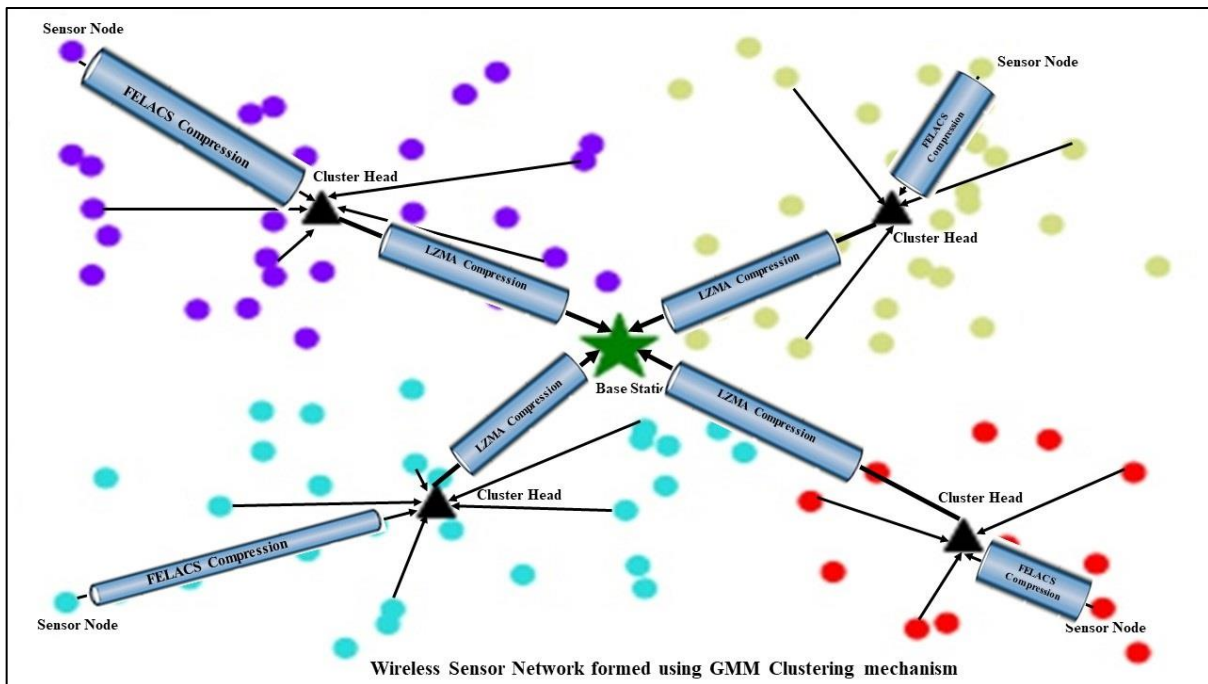 Sensor Node
FELACS Compression
Cluster Head
LZMA Compression
Sensor Node
FELACS
Compression
Cluster Head
LZMA Compression
Base Stati
LZMA Compression
Cluster Head
FELACS Compression
Sensor Node
LZMA Compression
Cluster Head
FELACS
Compression
Sensor Node
Wireless Sensor Network formed using GMM Clustering mechanism